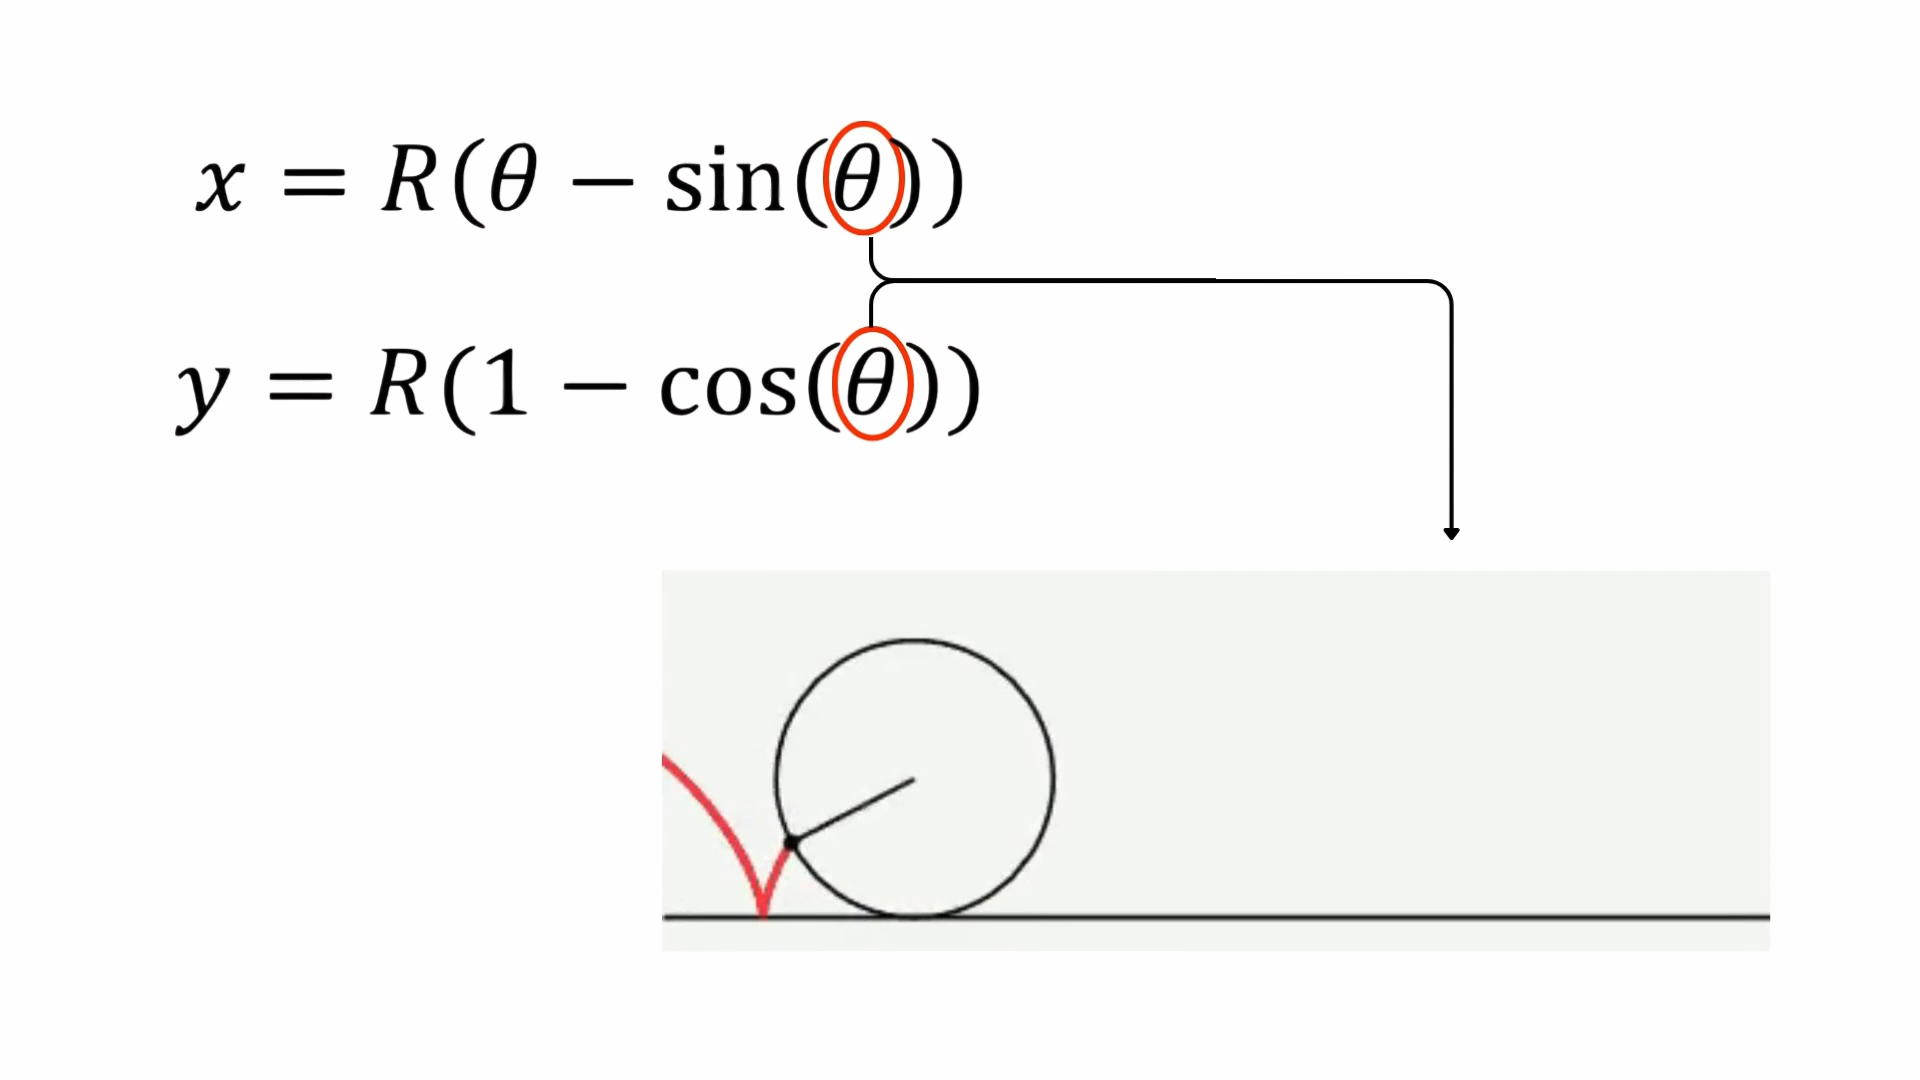 x = R(θ − sin(θ))
y = R(1 − cos(θ))